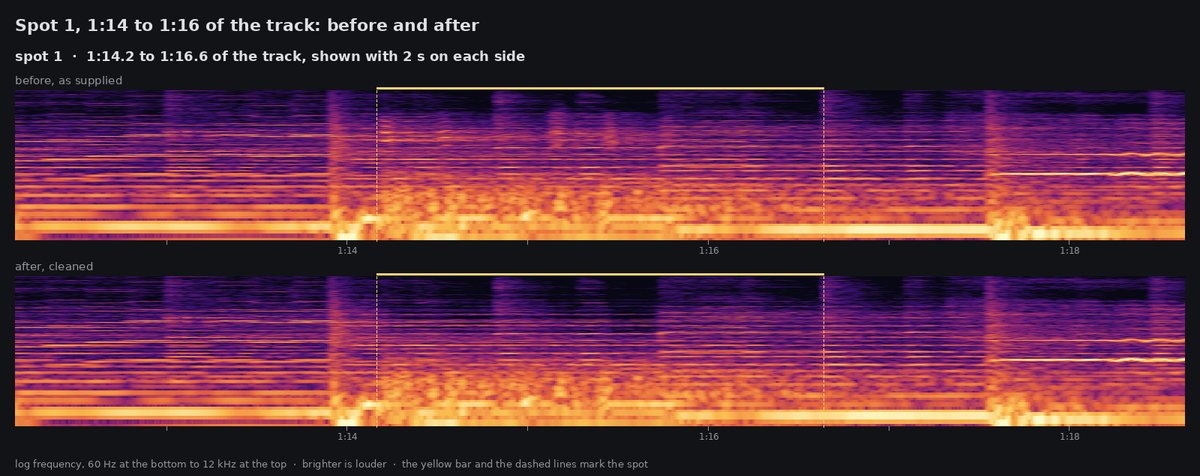 Spot 1, 1:14 to 1:16 of the track: before and after
spot 1 · 1:14.2 to 1:16.6 of the track, shown with 2 s on each side
before, as supplied
1:14 1:16 1:18
after, cleaned
1:14 1:16 1:18
log frequency, 60 Hz at the bottom to 12 kHz at the top · brighter is louder · the yellow bar and the dashed lines mark the spot